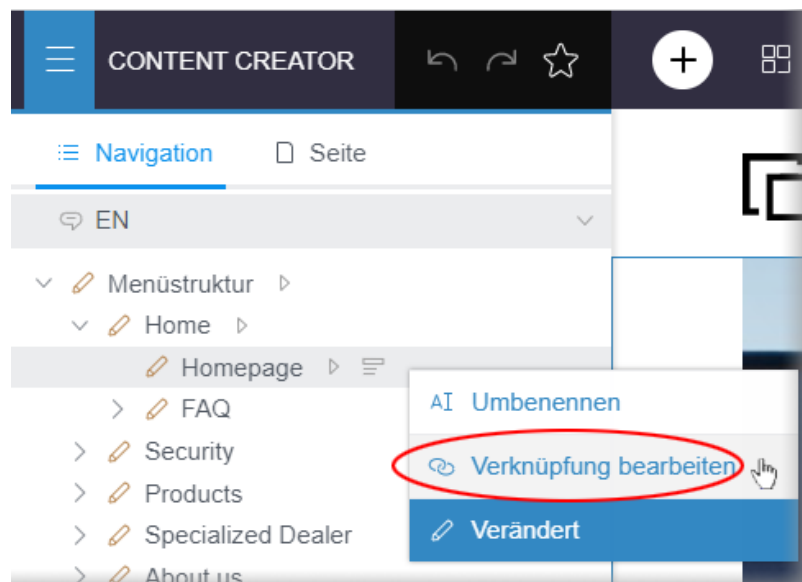 CONTENT CREATOR
Navigation Seite
EN
Menüstruktur
Home
Homepage
FAQ
Security
Products
Specialized Dealer
About us
AI Umbenennen
Verknüpfung bearbeiten
Verändert